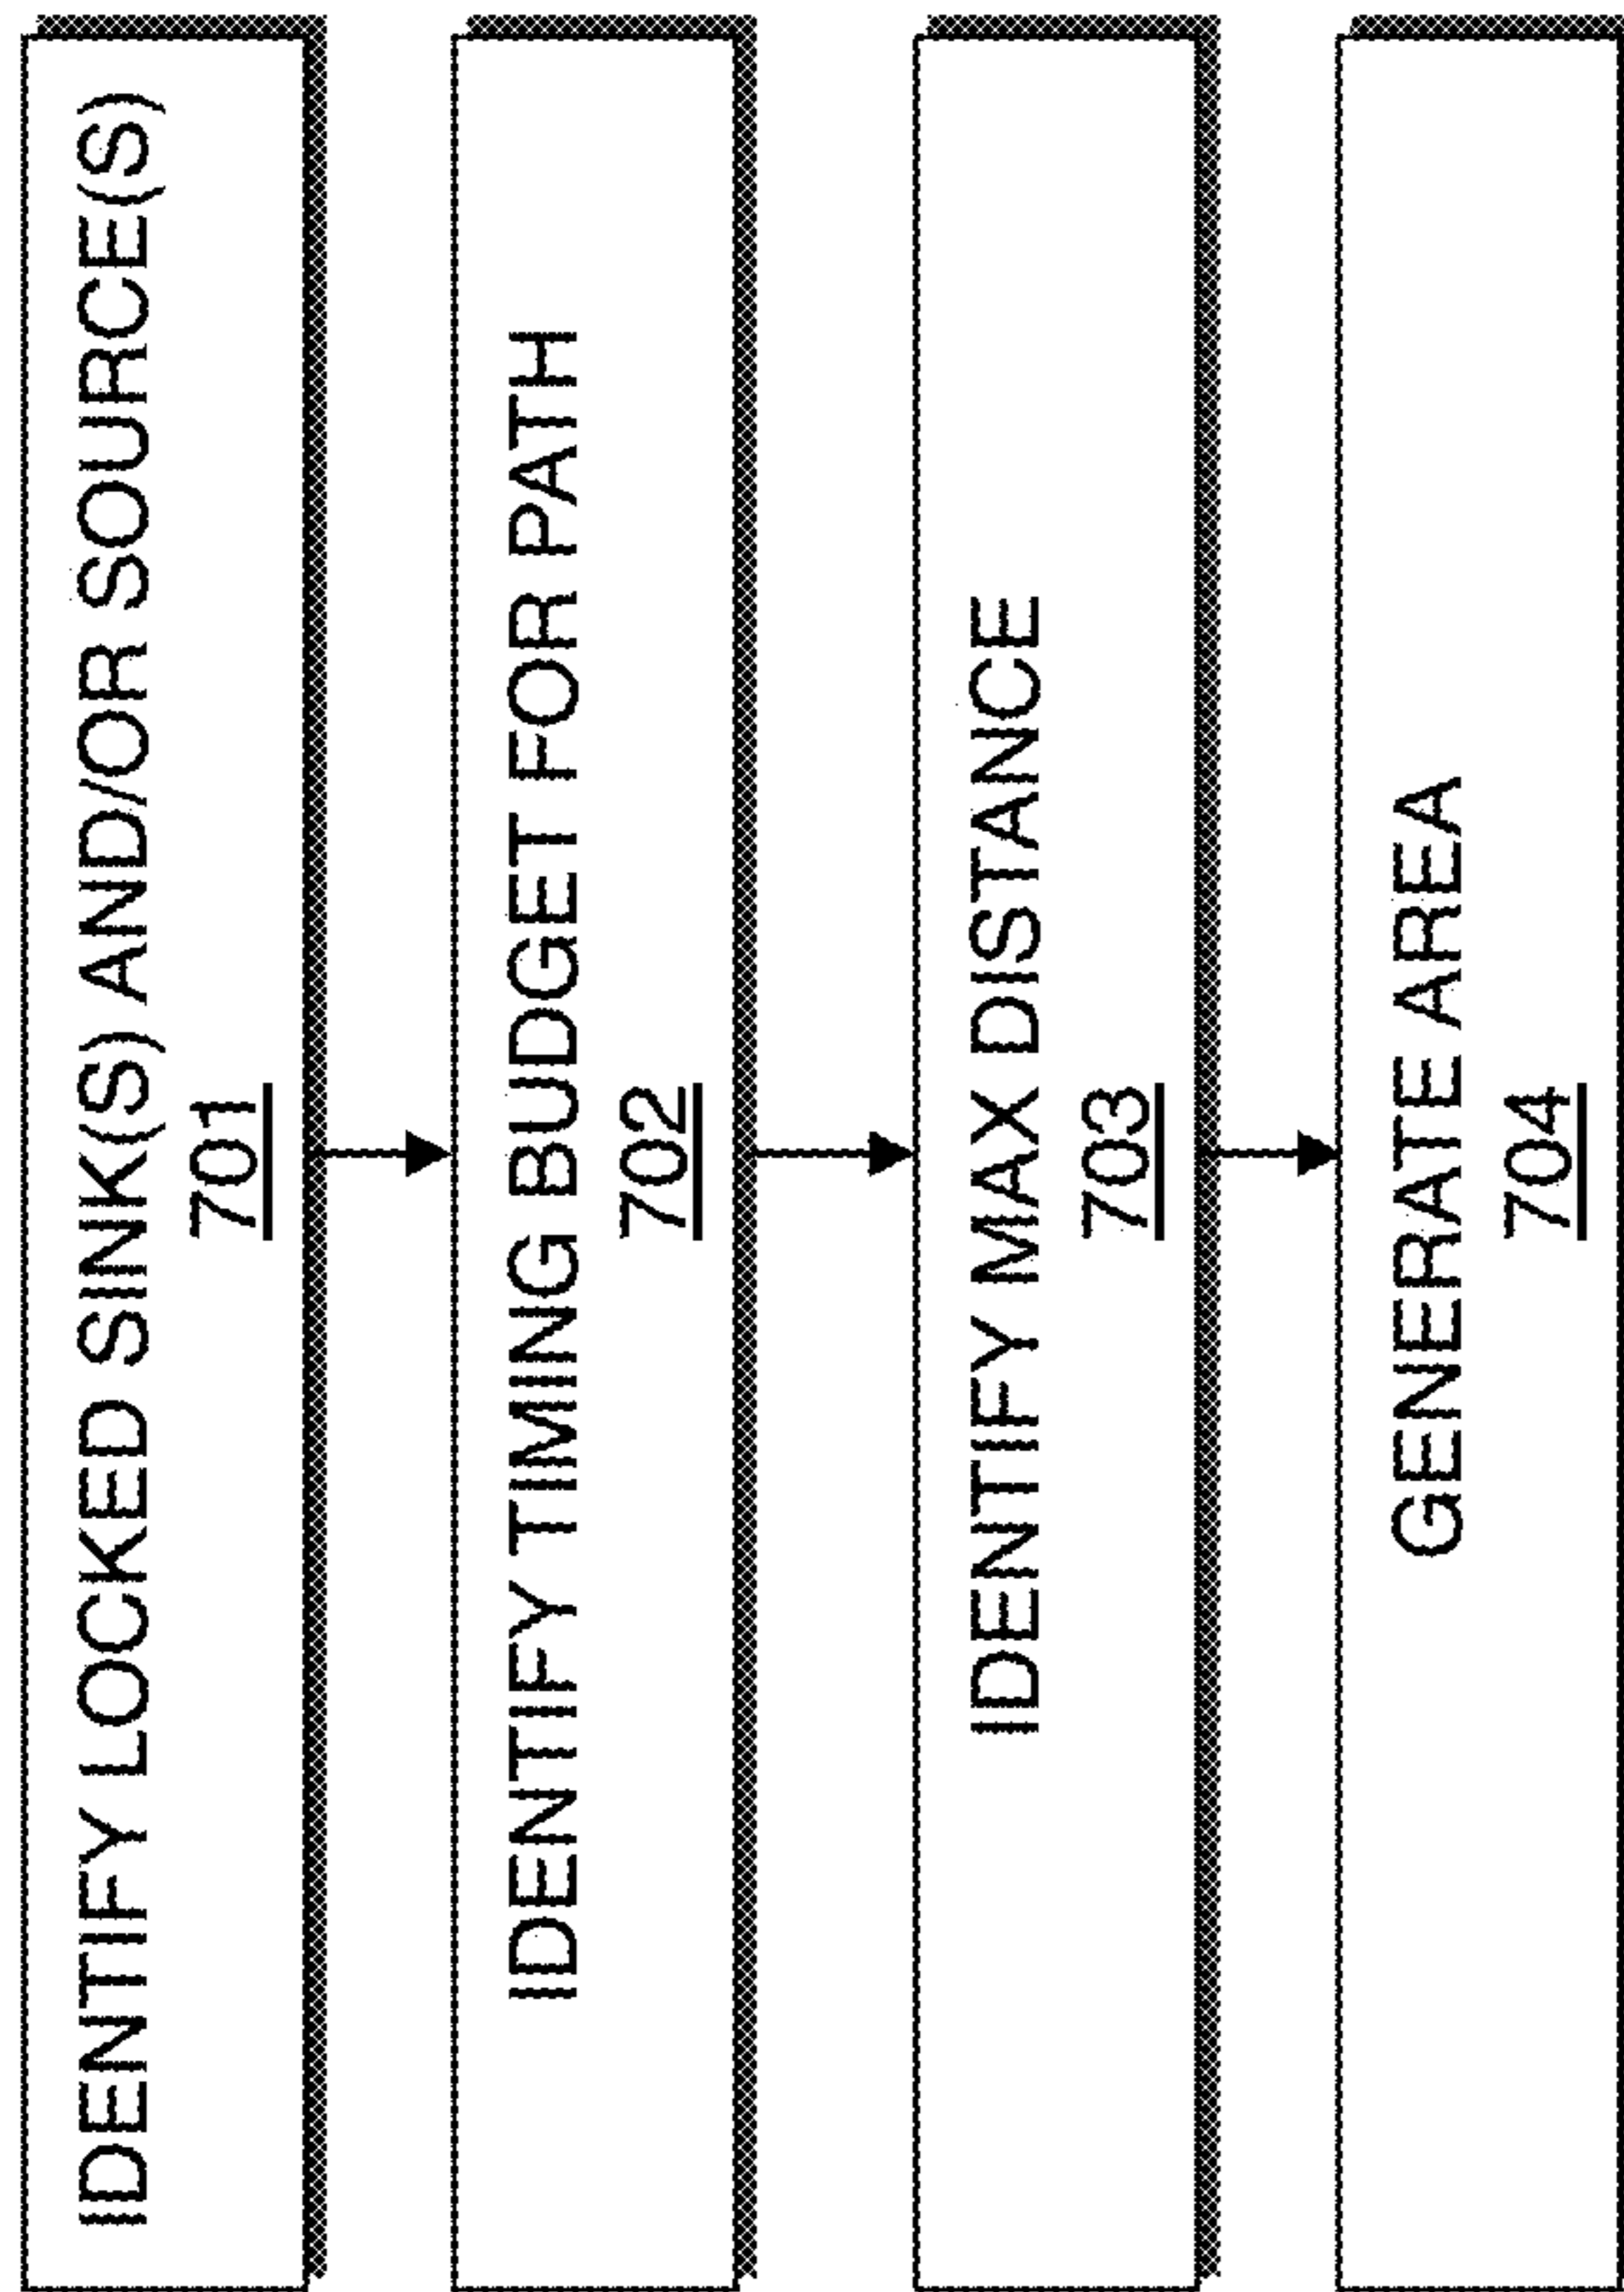 IDENTIFY LOCKED SINK(S) AND/OR SOURCE(S)
701
IDENTIFY TIMING BUDGET FOR PATH
702
IDENTIFY MAX DISTANCE
703
GENERATE AREA
704